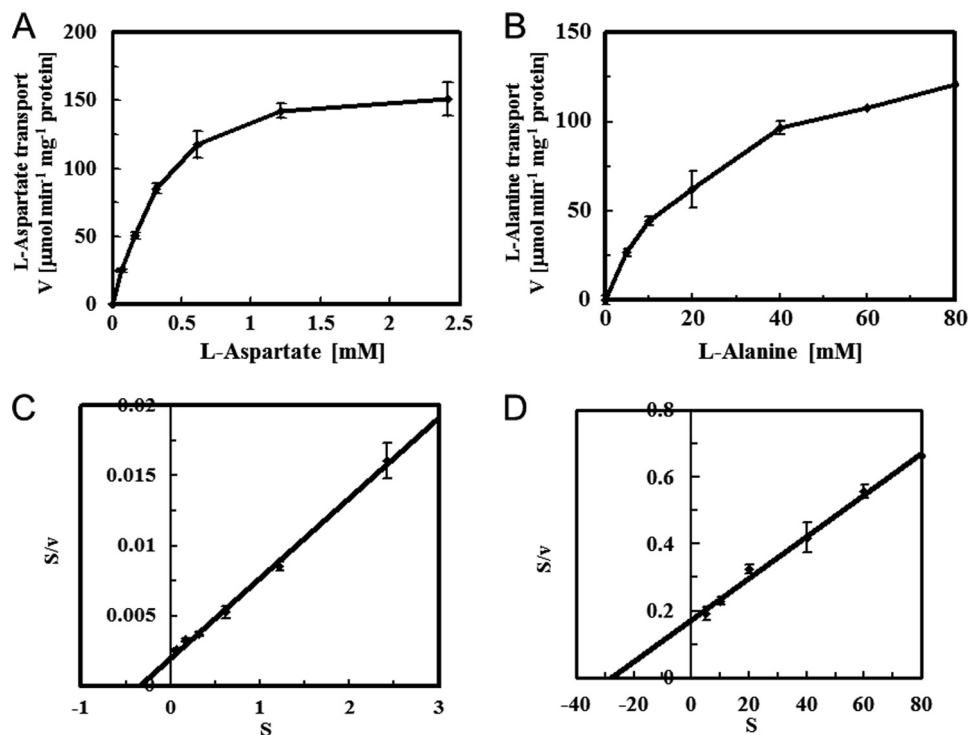 A
200
150
100
50
0
L-Aspartate transport
V [µmol min-1 mg-1 protein]
0 0.5 1 1.5 2 2.5
L-Aspartate [mM]
B
150
100
50
0
L-Alanine transport
V [µmol min-1 mg-1 protein]
0 20 40 60 80
L-Alanine [mM]
C
0.02
0.015
0.01
0.005
0
S/v
-1 0 1 2 3
S
D
0.8
0.6
0.4
0.2
0
S/v
-40 -20 0 20 40 60 80
S